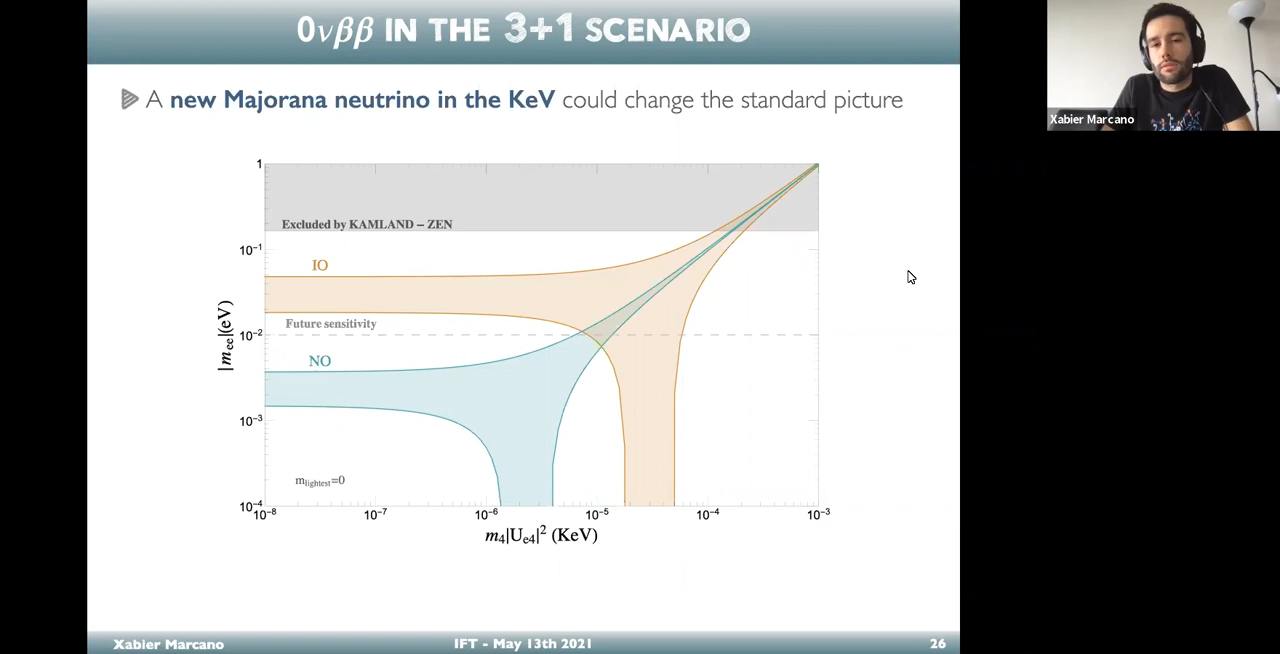 0νββ IN THE 3+1 SCENARIO
A new Majorana neutrino in the KeV could change the standard picture
Xabier Marcano
1
Excluded by KAMLAND – ZEN
10⁻¹
IO
Future sensitivity
10⁻²
NO
10⁻³
m_lightest=0
10⁻⁴
|m_ee|(eV)
10⁻⁸ 10⁻⁷ 10⁻⁶ 10⁻⁵ 10⁻⁴ 10⁻³
m₄|U_e4|² (KeV)
Xabier Marcano IFT - May 13th 2021 26